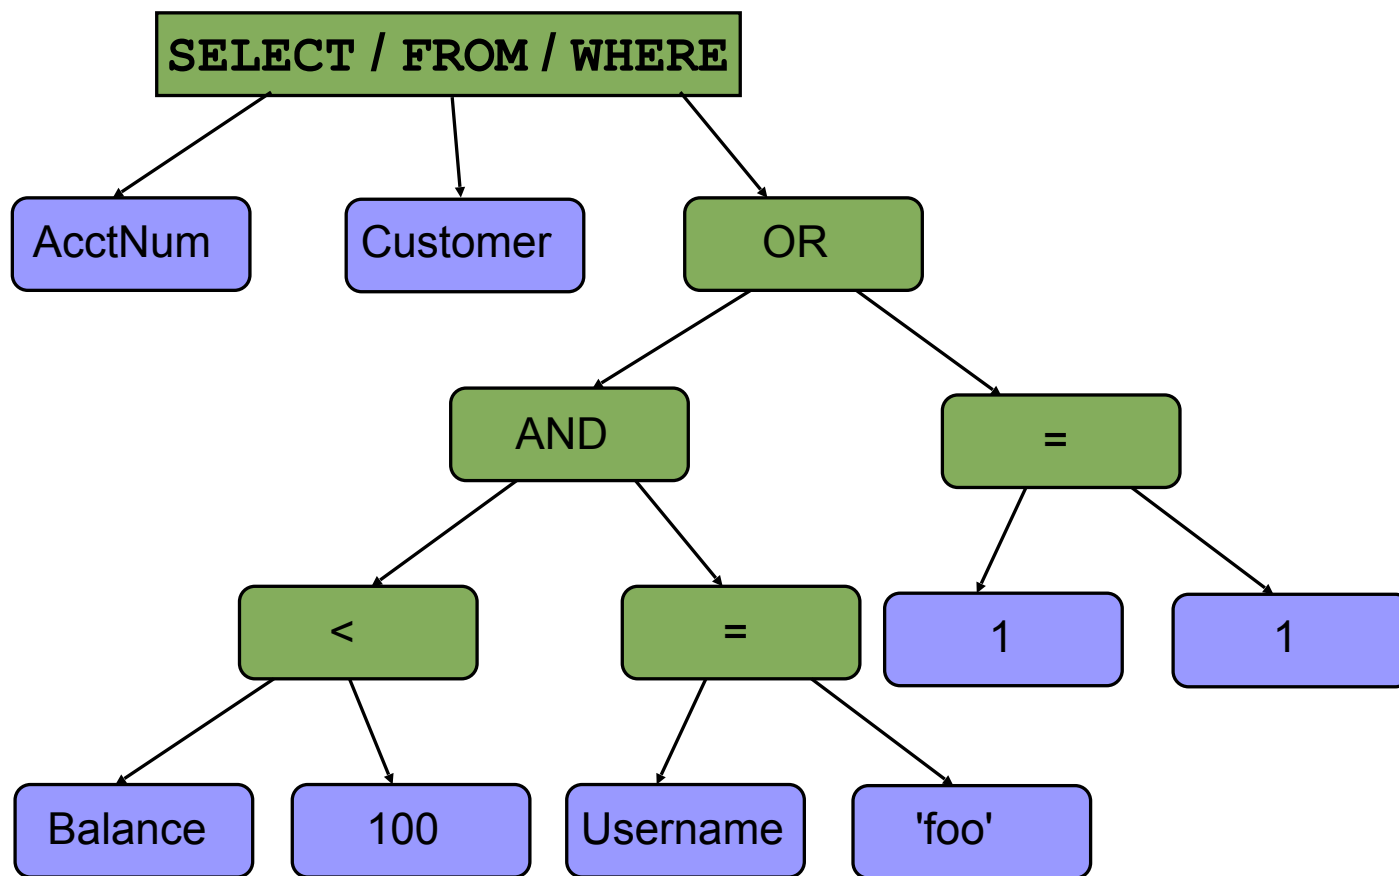 SELECT / FROM / WHERE
AcctNum
Customer
OR
AND
=
<
=
1
1
Balance
100
Username
'foo'